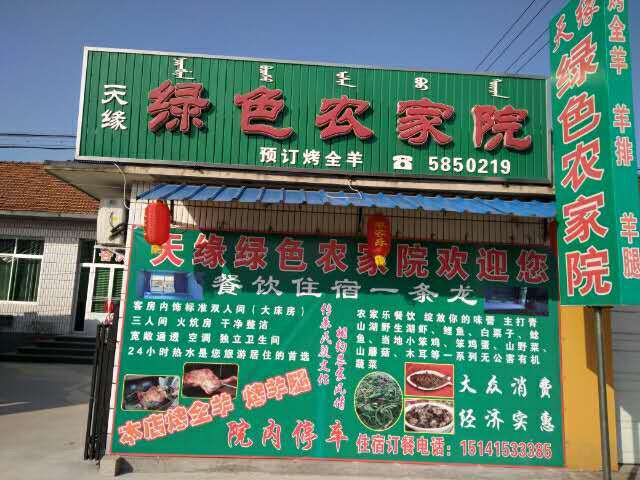 天缘
绿色农家院
预订烤全羊 ☎5850219
天缘绿色农家院
烤全羊 羊排 羊腿
天缘绿色农家院欢迎您
餐饮住宿一条龙
客房内饰标准双人间(大床房)
三人间 火炕房 干净整洁
宽敞通透 空调 独立卫生间
24小时热水是您旅游居住的首选
农家乐餐饮 绽放你的味蕾 主打青
山湖野生湖虾、鳇鱼、白票子、鲶
鱼、当地小笨鸡、笨鸡蛋、山野菜、
山蘑菇、木耳等一系列无公害有机
蔬菜
大众消费
经济实惠
本店烤全羊 烤羊腿
院内停车
住宿订餐电话:15141533385